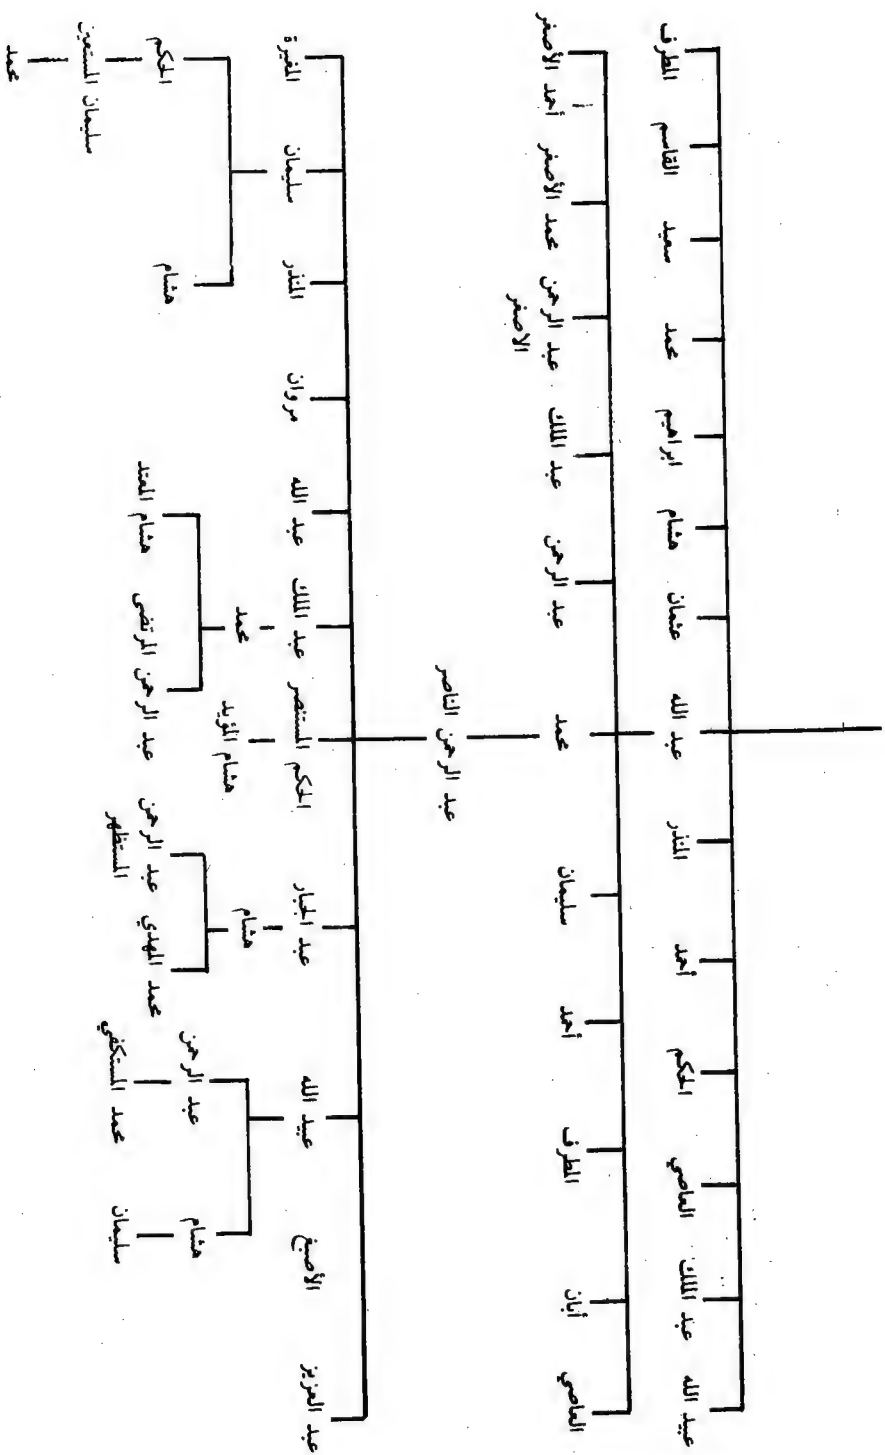 عبيد الله عبد الملك العاصي الحكم أحمد المنذر عبد الله عثمان هشام ابراهيم محمد سعيد القاسم المطرف
العاصي أبان المطرف أحمد سليمان محمد عبد الرحمن عبد الملك عبد الرحمن محمد الأصغر أحمد الأصغر
الاصغر
عبد الرحمن الناصر
عبد العزيز الأصبغ عبيد الله عبد الجبار الحكم المستنصر عبد الملك عبد الله مروان المنذر سليمان المغيرة
هشام هشام المؤيد محمد
هشام عبد الرحمن محمد المهدي عبد الرحمن عبد الرحمن المرتضى هشام المعتد هشام الحكم
المستظهر
سليمان محمد المستكفي سليمان المستعين
محمد